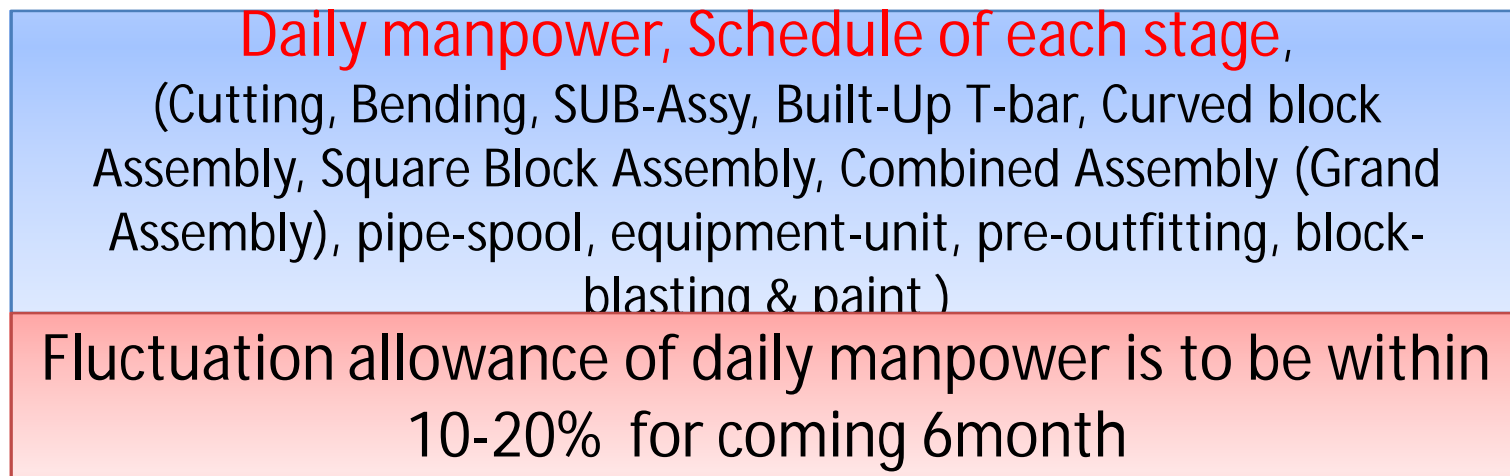 Daily manpower, Schedule of each stage,
(Cutting, Bending, SUB-Assy, Built-Up T-bar, Curved block
Assembly, Square Block Assembly, Combined Assembly (Grand
Assembly), pipe-spool, equipment-unit, pre-outfitting, block-
blasting & paint )
Fluctuation allowance of daily manpower is to be within
10-20% for coming 6month